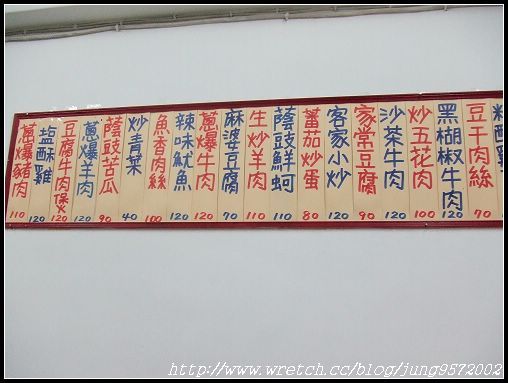 豆干肉絲 70
黑胡椒牛肉 120
炒五花肉 100
沙茶牛肉 120
家常豆腐 90
客家小炒 120
蕃茄炒蛋 80
蔭豉鮮蚵 110
生炒羊肉 110
麻婆豆腐 70
蔥爆牛肉 120
辣味魷魚 120
魚香肉絲 100
炒青菜 40
蔭豉苦瓜 90
蔥爆羊肉 120
豆腐牛肉煲 120
鹽酥雞 120
蔥爆豬肉 110
http://www.wretch.cc/blog/jung9572002